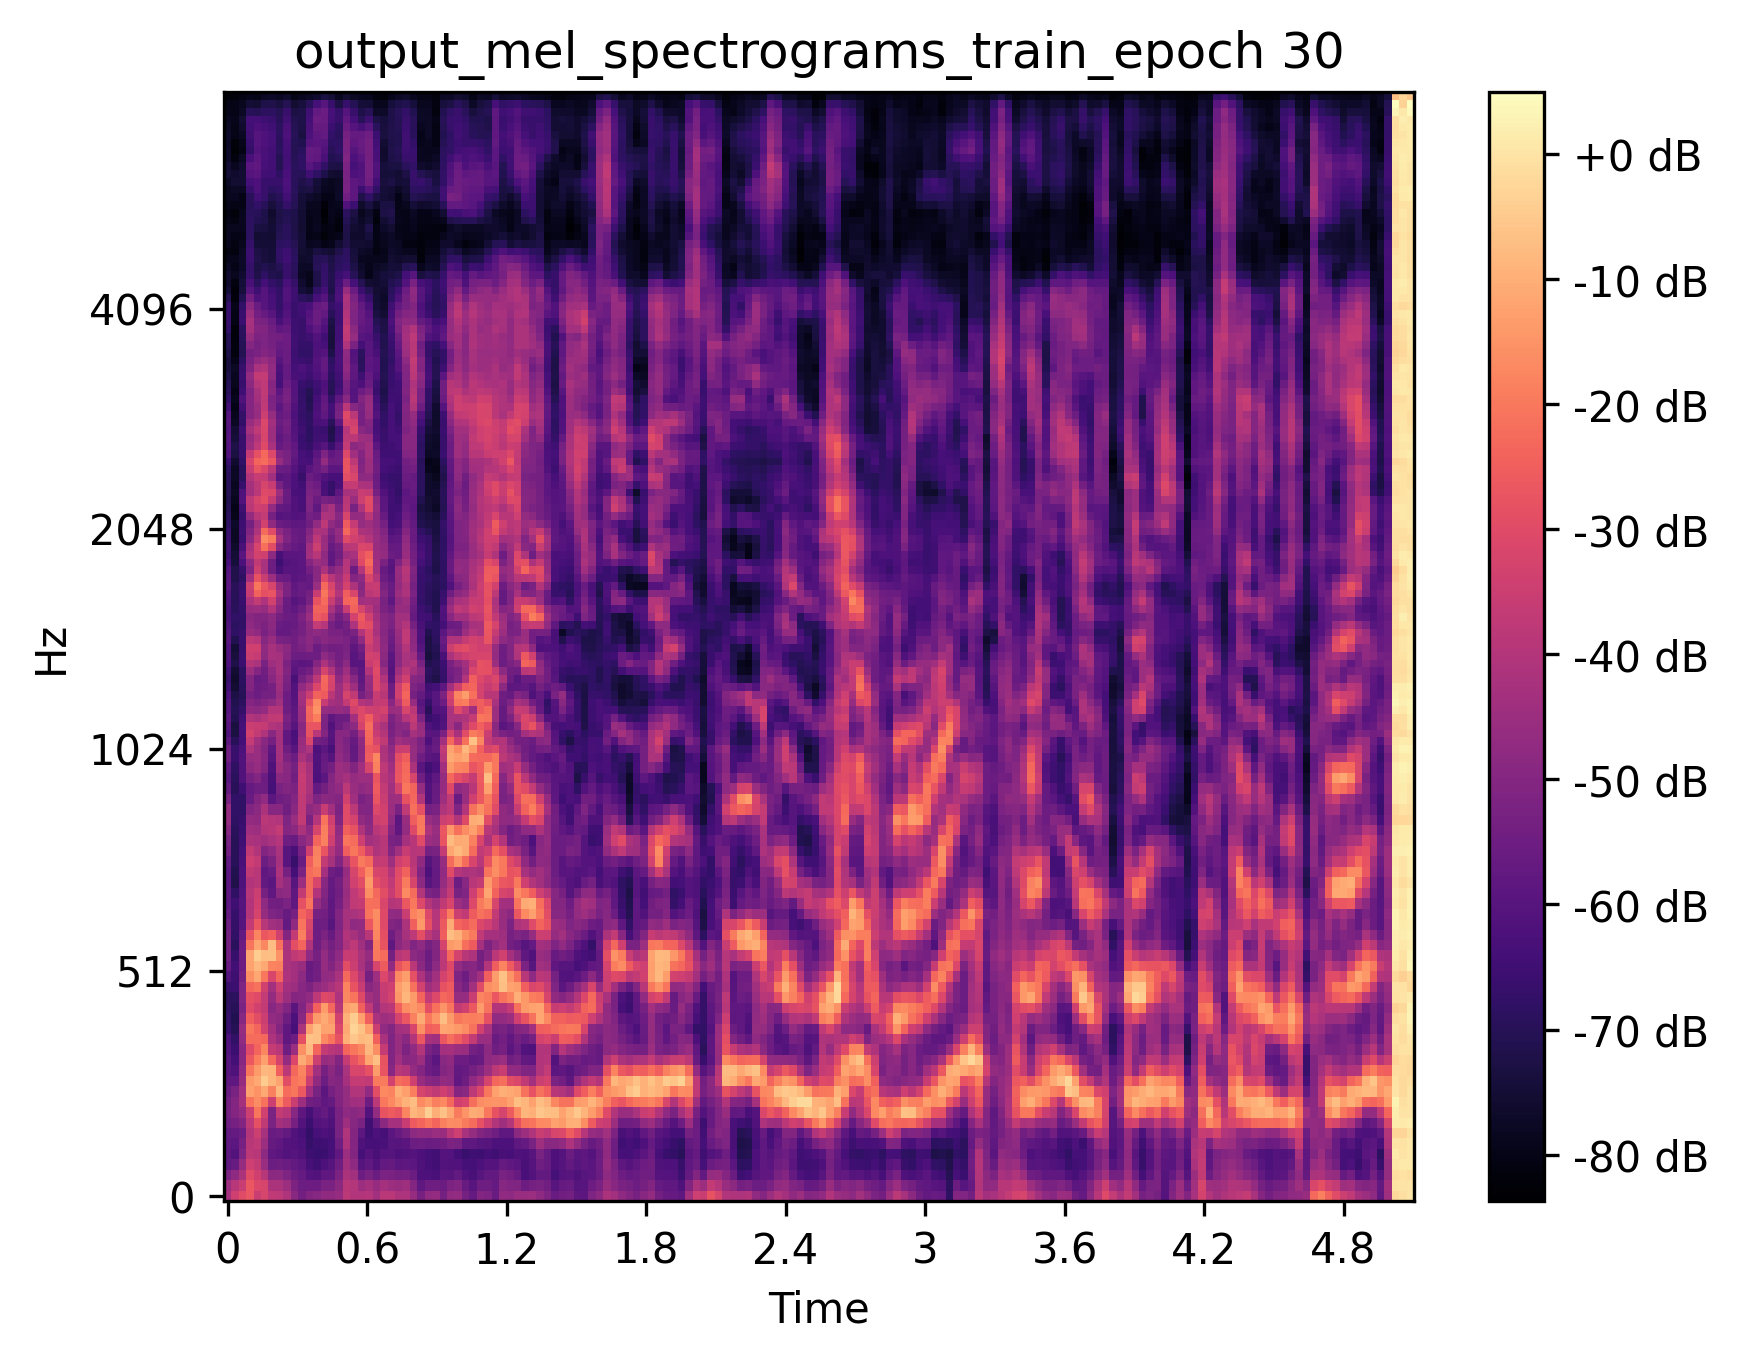 output_mel_spectrograms_train_epoch 30
Hz
4096
2048
1024
512
0
0 0.6 1.2 1.8 2.4 3 3.6 4.2 4.8
Time
+0 dB
-10 dB
-20 dB
-30 dB
-40 dB
-50 dB
-60 dB
-70 dB
-80 dB